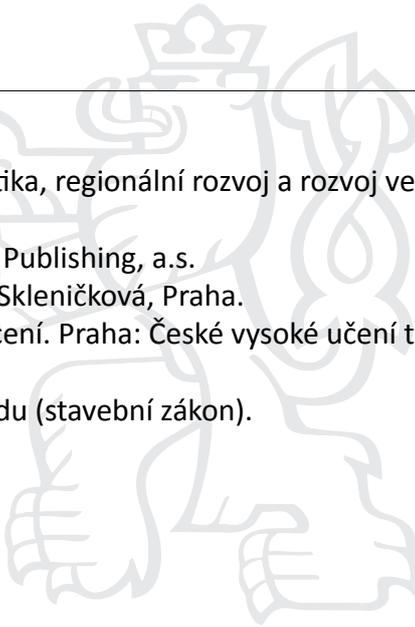 tika, regionální rozvoj a rozvoj ve
Publishing, a.s.
Skleničková, Praha.
cení. Praha: České vysoké učení t
du (stavební zákon).